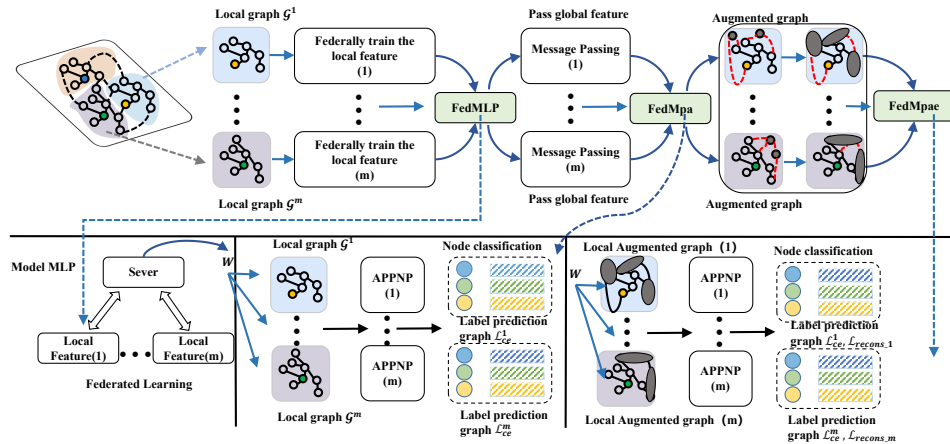 Local graph 𝒢¹
Federally train the
local feature
(1)
Pass global feature
Message Passing
(1)
Augmented graph
FedMLP
FedMpa
FedMpae
Federally train the
local feature
(m)
Local graph 𝒢ᵐ
Message Passing
(m)
Pass global feature
Augmented graph
Model MLP
Sever
Local
Feature(1)
Local
Feature(m)
Federated Learning
W
Local graph 𝒢¹
APPNP
(1)
APPNP
(m)
Local graph 𝒢ᵐ
Node classification
Label prediction
graph ℒ¹ce
Label prediction
graph ℒᵐce
Local Augmented graph (1)
W
APPNP
(1)
APPNP
(m)
Local Augmented graph (m)
Node classification
Label prediction
graph ℒ¹ce, ℒrecons_1
Label prediction
graph ℒᵐce, ℒrecons_m